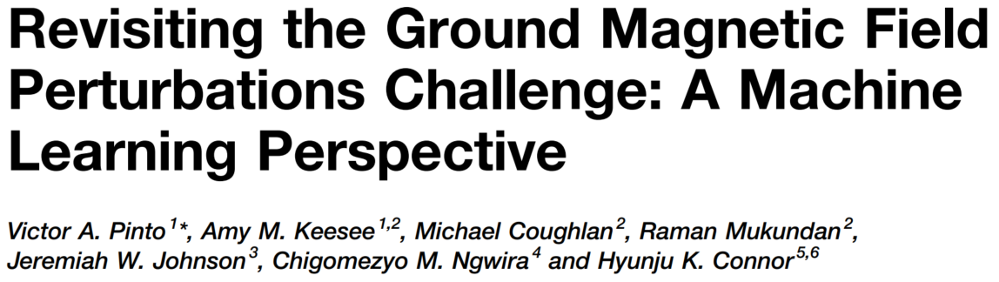 Revisiting the Ground Magnetic Field
Perturbations Challenge: A Machine
Learning Perspective
Victor A. Pinto 1*, Amy M. Keesee 1,2, Michael Coughlan 2, Raman Mukundan 2,
Jeremiah W. Johnson 3, Chigomezyo M. Ngwira 4 and Hyunju K. Connor 5,6